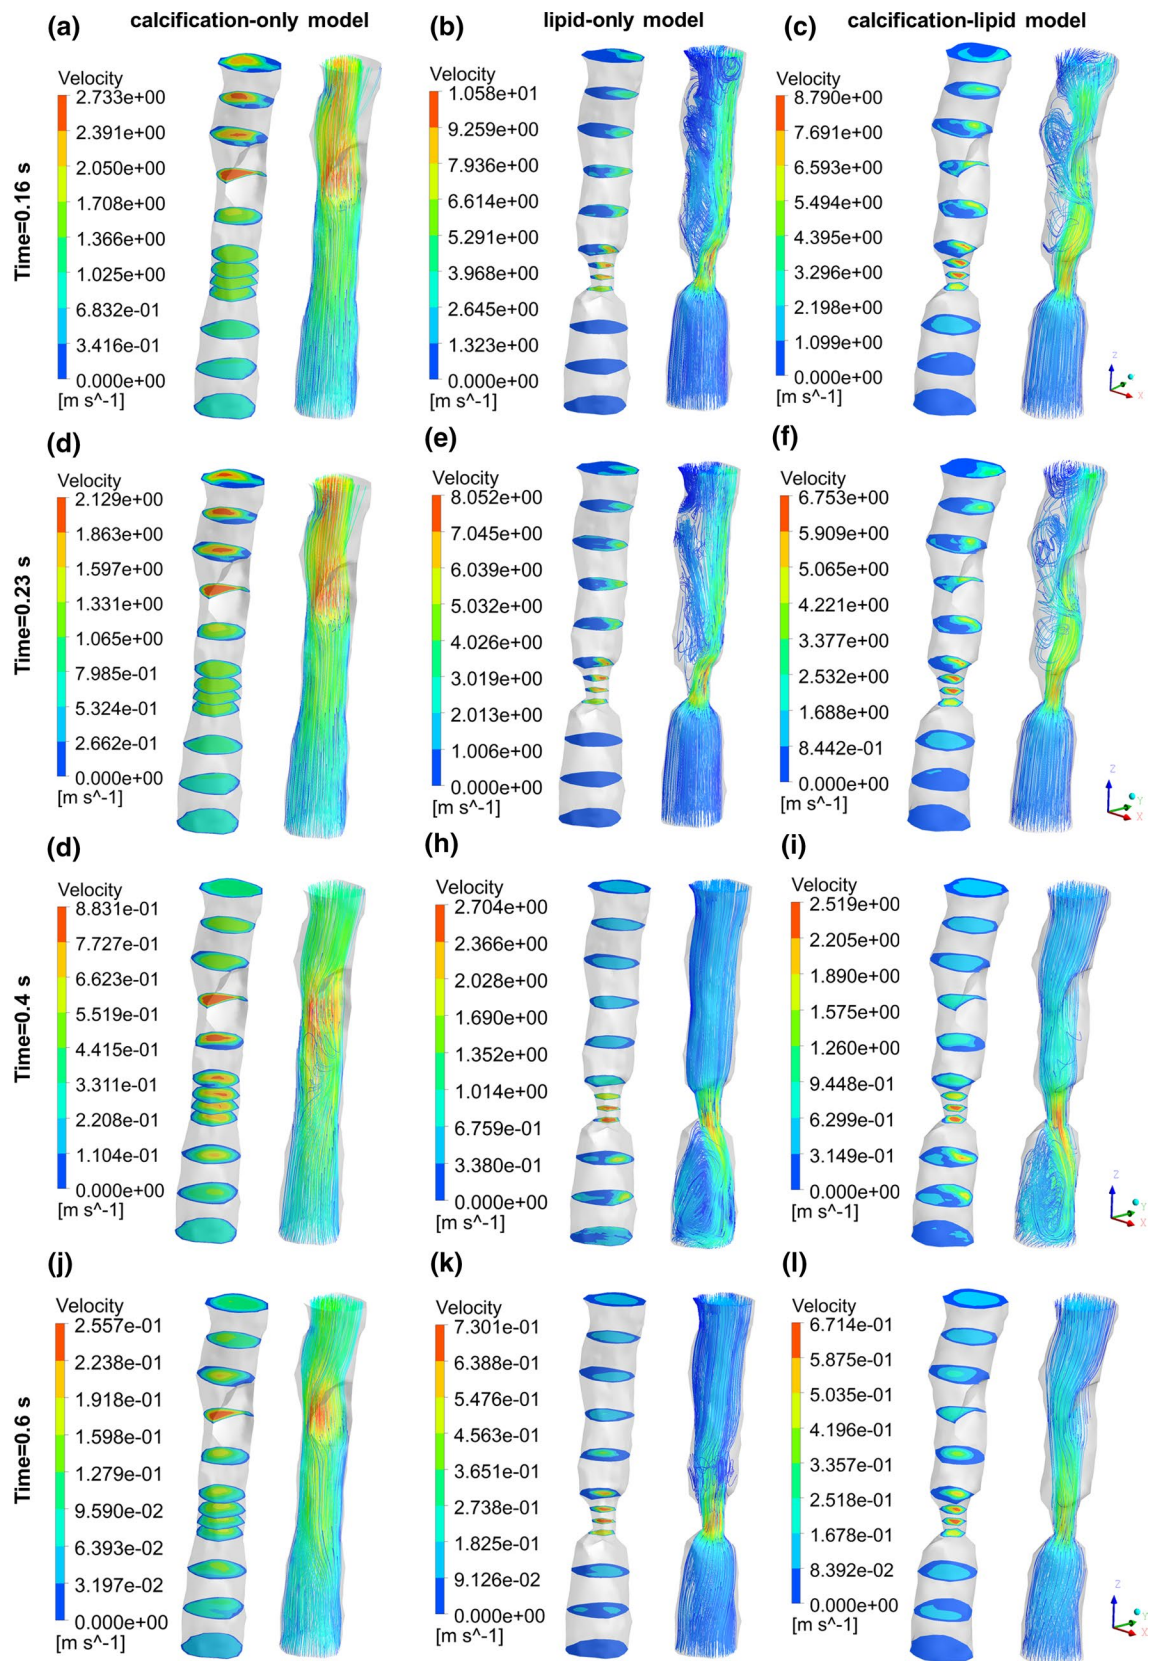 calcification-only model
lipid-only model
calcification-lipid model
Time=0.16 s
(a)
Velocity
2.733e+00
2.391e+00
2.050e+00
1.708e+00
1.366e+00
1.025e+00
6.832e-01
3.416e-01
0.000e+00
[m s^-1]
(b)
Velocity
1.058e+01
9.259e+00
7.936e+00
6.614e+00
5.291e+00
3.968e+00
2.645e+00
1.323e+00
0.000e+00
[m s^-1]
(c)
Velocity
8.790e+00
7.691e+00
6.593e+00
5.494e+00
4.395e+00
3.296e+00
2.198e+00
1.099e+00
0.000e+00
[m s^-1]
Z
X
Time=0.23 s
(d)
Velocity
2.129e+00
1.863e+00
1.597e+00
1.331e+00
1.065e+00
7.985e-01
5.324e-01
2.662e-01
0.000e+00
[m s^-1]
(e)
Velocity
8.052e+00
7.045e+00
6.039e+00
5.032e+00
4.026e+00
3.019e+00
2.013e+00
1.006e+00
0.000e+00
[m s^-1]
(f)
Velocity
6.753e+00
5.909e+00
5.065e+00
4.221e+00
3.377e+00
2.532e+00
1.688e+00
8.442e-01
0.000e+00
[m s^-1]
Z
Y
X
Time=0.4 s
(d)
Velocity
8.831e-01
7.727e-01
6.623e-01
5.519e-01
4.415e-01
3.311e-01
2.208e-01
1.104e-01
0.000e+00
[m s^-1]
(h)
Velocity
2.704e+00
2.366e+00
2.028e+00
1.690e+00
1.352e+00
1.014e+00
6.759e-01
3.380e-01
0.000e+00
[m s^-1]
(i)
Velocity
2.519e+00
2.205e+00
1.890e+00
1.575e+00
1.260e+00
9.448e-01
6.299e-01
3.149e-01
0.000e+00
[m s^-1]
Z
Y
X
Time=0.6 s
(j)
Velocity
2.557e-01
2.238e-01
1.918e-01
1.598e-01
1.279e-01
9.590e-02
6.393e-02
3.197e-02
0.000e+00
[m s^-1]
(k)
Velocity
7.301e-01
6.388e-01
5.476e-01
4.563e-01
3.651e-01
2.738e-01
1.825e-01
9.126e-02
0.000e+00
[m s^-1]
(l)
Velocity
6.714e-01
5.875e-01
5.035e-01
4.196e-01
3.357e-01
2.518e-01
1.678e-01
8.392e-02
0.000e+00
[m s^-1]
Z
Y
X